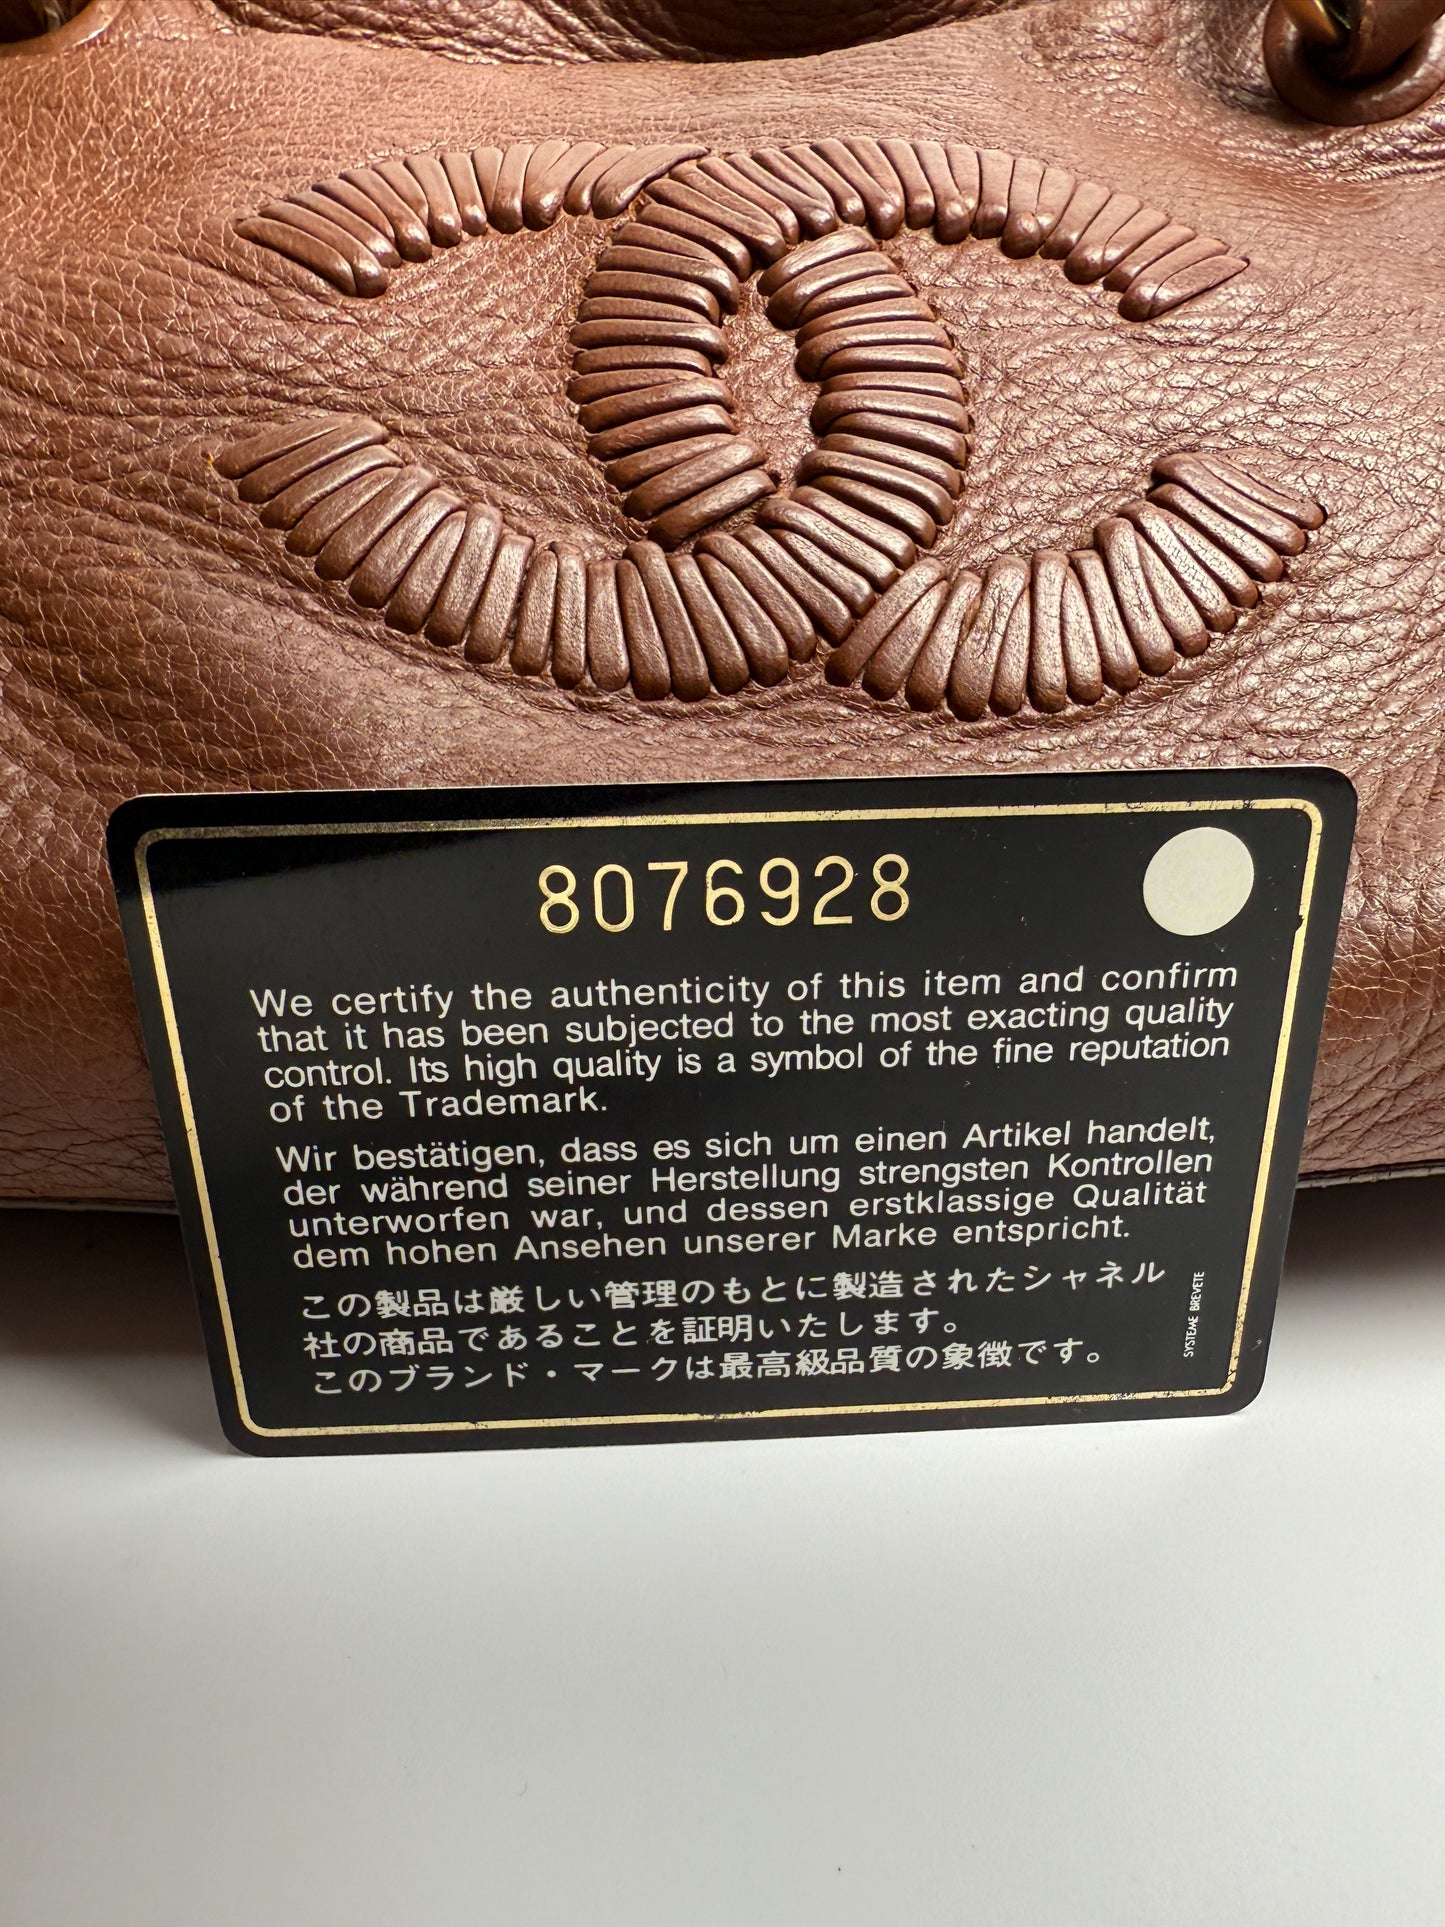 8076928
We certify the authenticity of this item and confirm
that it has been subjected to the most exacting quality
control. Its high quality is a symbol of the fine reputation
of the Trademark.
Wir bestätigen, dass es sich um einen Artikel handelt,
der während seiner Herstellung strengsten Kontrollen
unterworfen war, und dessen erstklassige Qualität
dem hohen Ansehen unserer Marke entspricht.
この製品は厳しい管理のもとに製造されたシャネル
社の商品であることを証明いたします。
このブランド・マークは最高級品質の象徴です。
SYSTEME BREVETE